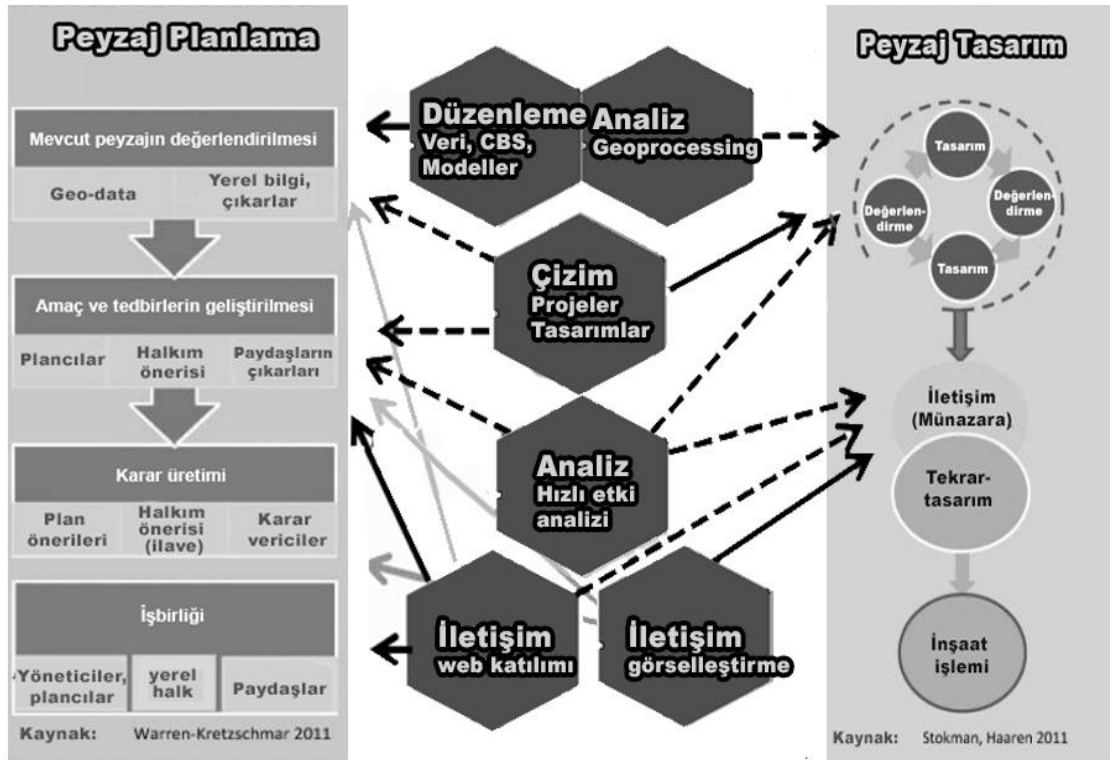 Peyzaj Planlama
Mevcut peyzajın değerlendirilmesi
Geo-data
Yerel bilgi,
çıkarlar
Amaç ve tedbirlerin geliştirilmesi
Plancılar
Halkım
önerisi
Paydaşların
çıkarları
Karar üretimi
Plan
önerileri
Halkım
önerisi
(ilave)
Karar
vericiler
İşbirliği
Yöneticiler,
plancılar
yerel
halk
Paydaşlar
Kaynak: Warren-Kretzschmar 2011
Düzenleme
Veri, CBS,
Modeller
Analiz
Geoprocessing
Çizim
Projeler
Tasarımlar
Analiz
Hızlı etki
analizi
İletişim
web katılımı
İletişim
görselleştirme
Peyzaj Tasarım
Tasarım
Değerlen-
dirme
Değerlen-
dirme
Tasarım
İletişim
(Münazara)
Tekrar-
tasarım
İnşaat
işlemi
Kaynak: Stokman, Haaren 2011